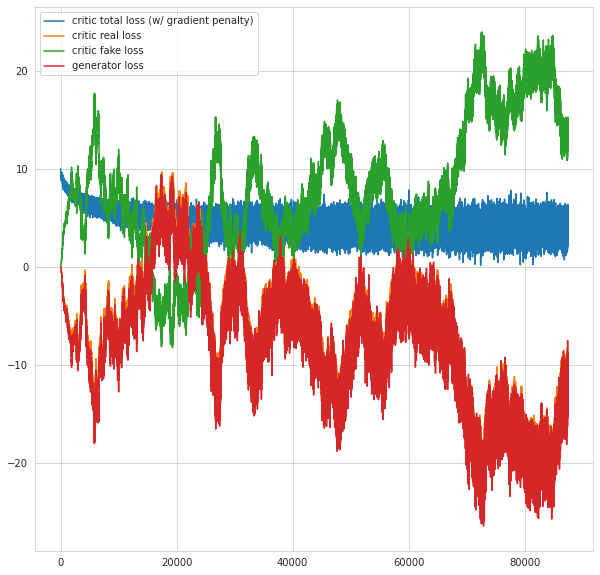 critic total loss (w/ gradient penalty)
critic real loss
critic fake loss
generator loss
20
10
0
−10
−20
0
20000
40000
60000
80000